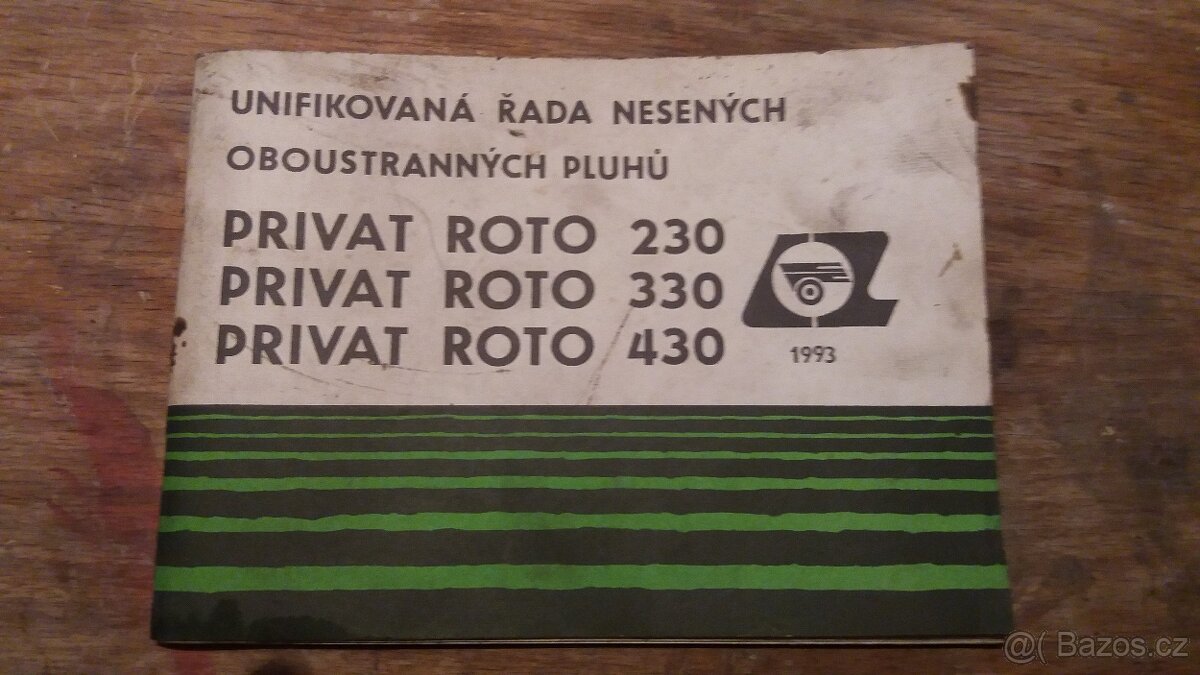 UNIFIKOVANÁ ŘADA NESENÝCH
OBOUSTRANNÝCH PLUHŮ
PRIVAT ROTO 230
PRIVAT ROTO 330
PRIVAT ROTO 430
1993
@( Bazos.cz